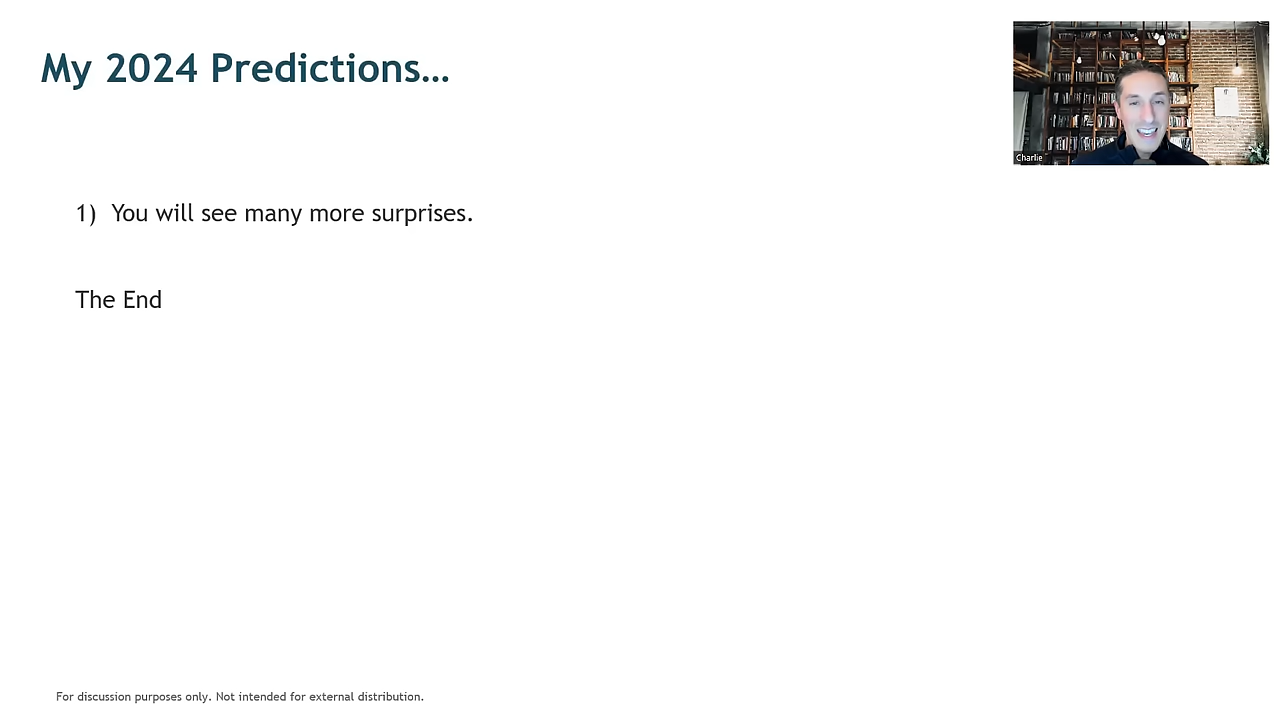 My 2024 Predictions…
Charlie
1) You will see many more surprises.
The End
For discussion purposes only. Not intended for external distribution.